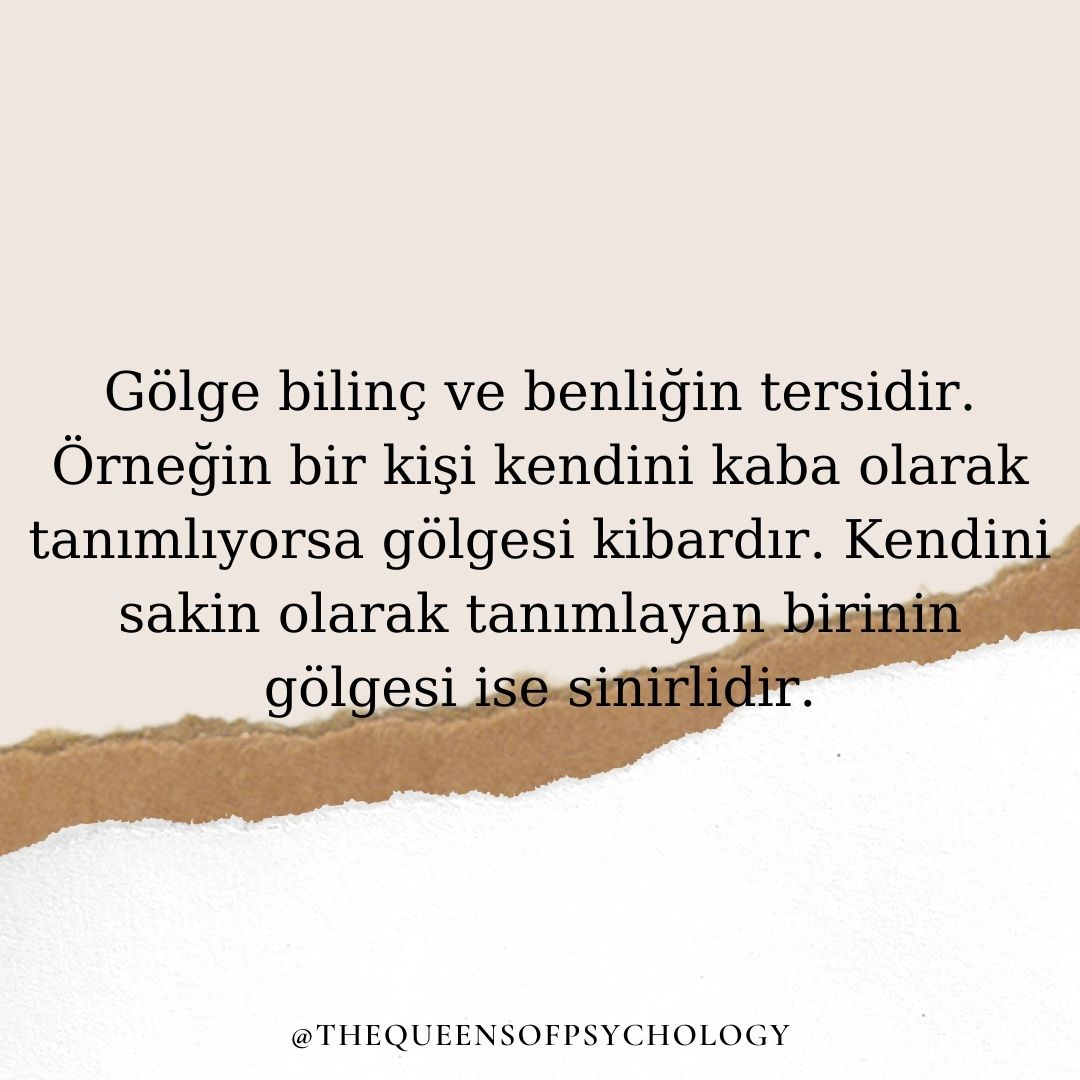 Gölge bilinç ve benliğin tersidir.
Örneğin bir kişi kendini kaba olarak
tanımlıyorsa gölgesi kibardır. Kendini
sakin olarak tanımlayan birinin
gölgesi ise sinirlidir.
@THEQUEENSOFPSYCHOLOGY